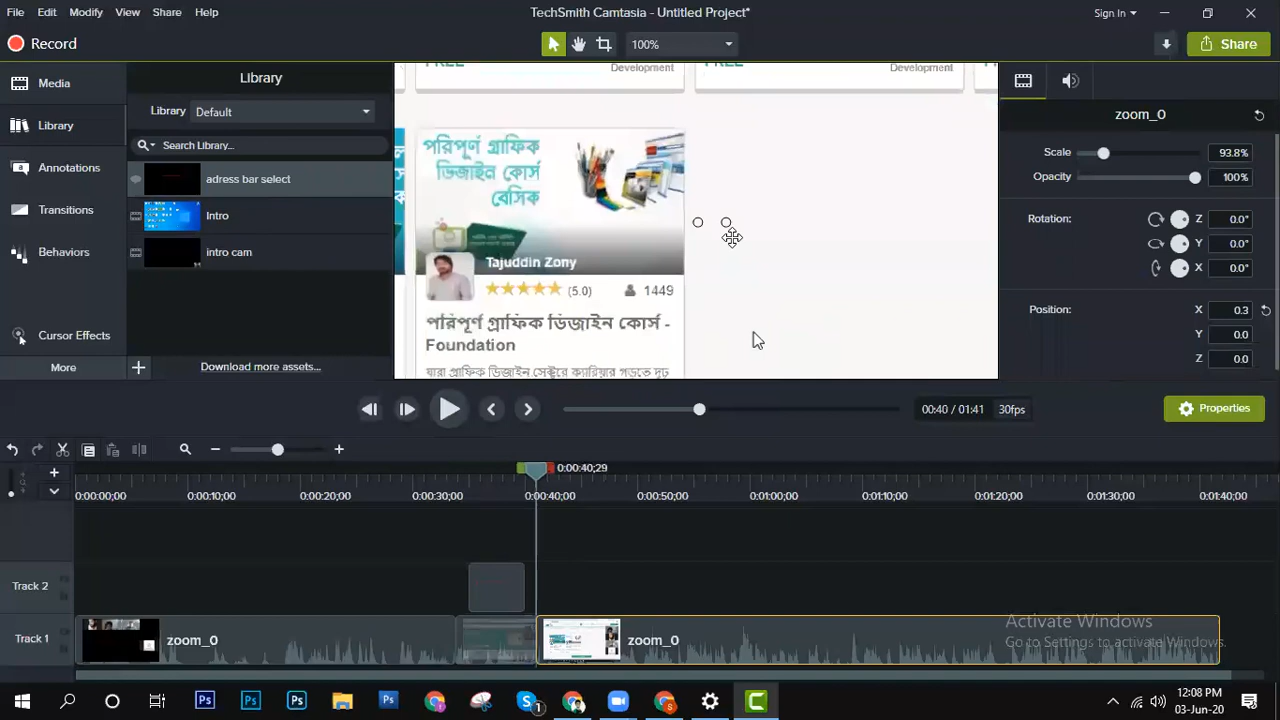 File Edit Modify View Share Help
TechSmith Camtasia - Untitled Project*
Sign In
Record
100%
Share
Media
Library
Annotations
Transitions
Behaviors
Cursor Effects
More
Library
Library Default
Search Library...
adress bar select
Intro
intro cam
Download more assets...
FREE
Development
FREE
Development
পরিপূর্ণ গ্রাফিক
ডিজাইন কোর্স
বেসিক
Tajuddin Zony
(5.0) 1449
পরিপূর্ণ গ্রাফিক ডিজাইন কোর্স -
Foundation
যারা গ্রাফিক ডিজাইন সেক্টরে ক্যারিয়ার গড়তে দৃঢ়
zoom_0
Scale 93.8%
Opacity 100%
Rotation: Z 0.0°
Y 0.0°
X 0.0°
Position: X 0.3
Y 0.0
Z 0.0
00:40 / 01:41 30fps
Properties
0:00:40;29
0:00:00;00 0:00:10;00 0:00:20;00 0:00:30;00 0:00:40;00 0:00:50;00 0:01:00;00 0:01:10;00 0:01:20;00 0:01:30;00 0:01:40;00
Track 2
Track 1
zoom_0
zoom_0
Activate Windows
Go to Settings to activate Windows.
12:08 PM
03-Jun-20